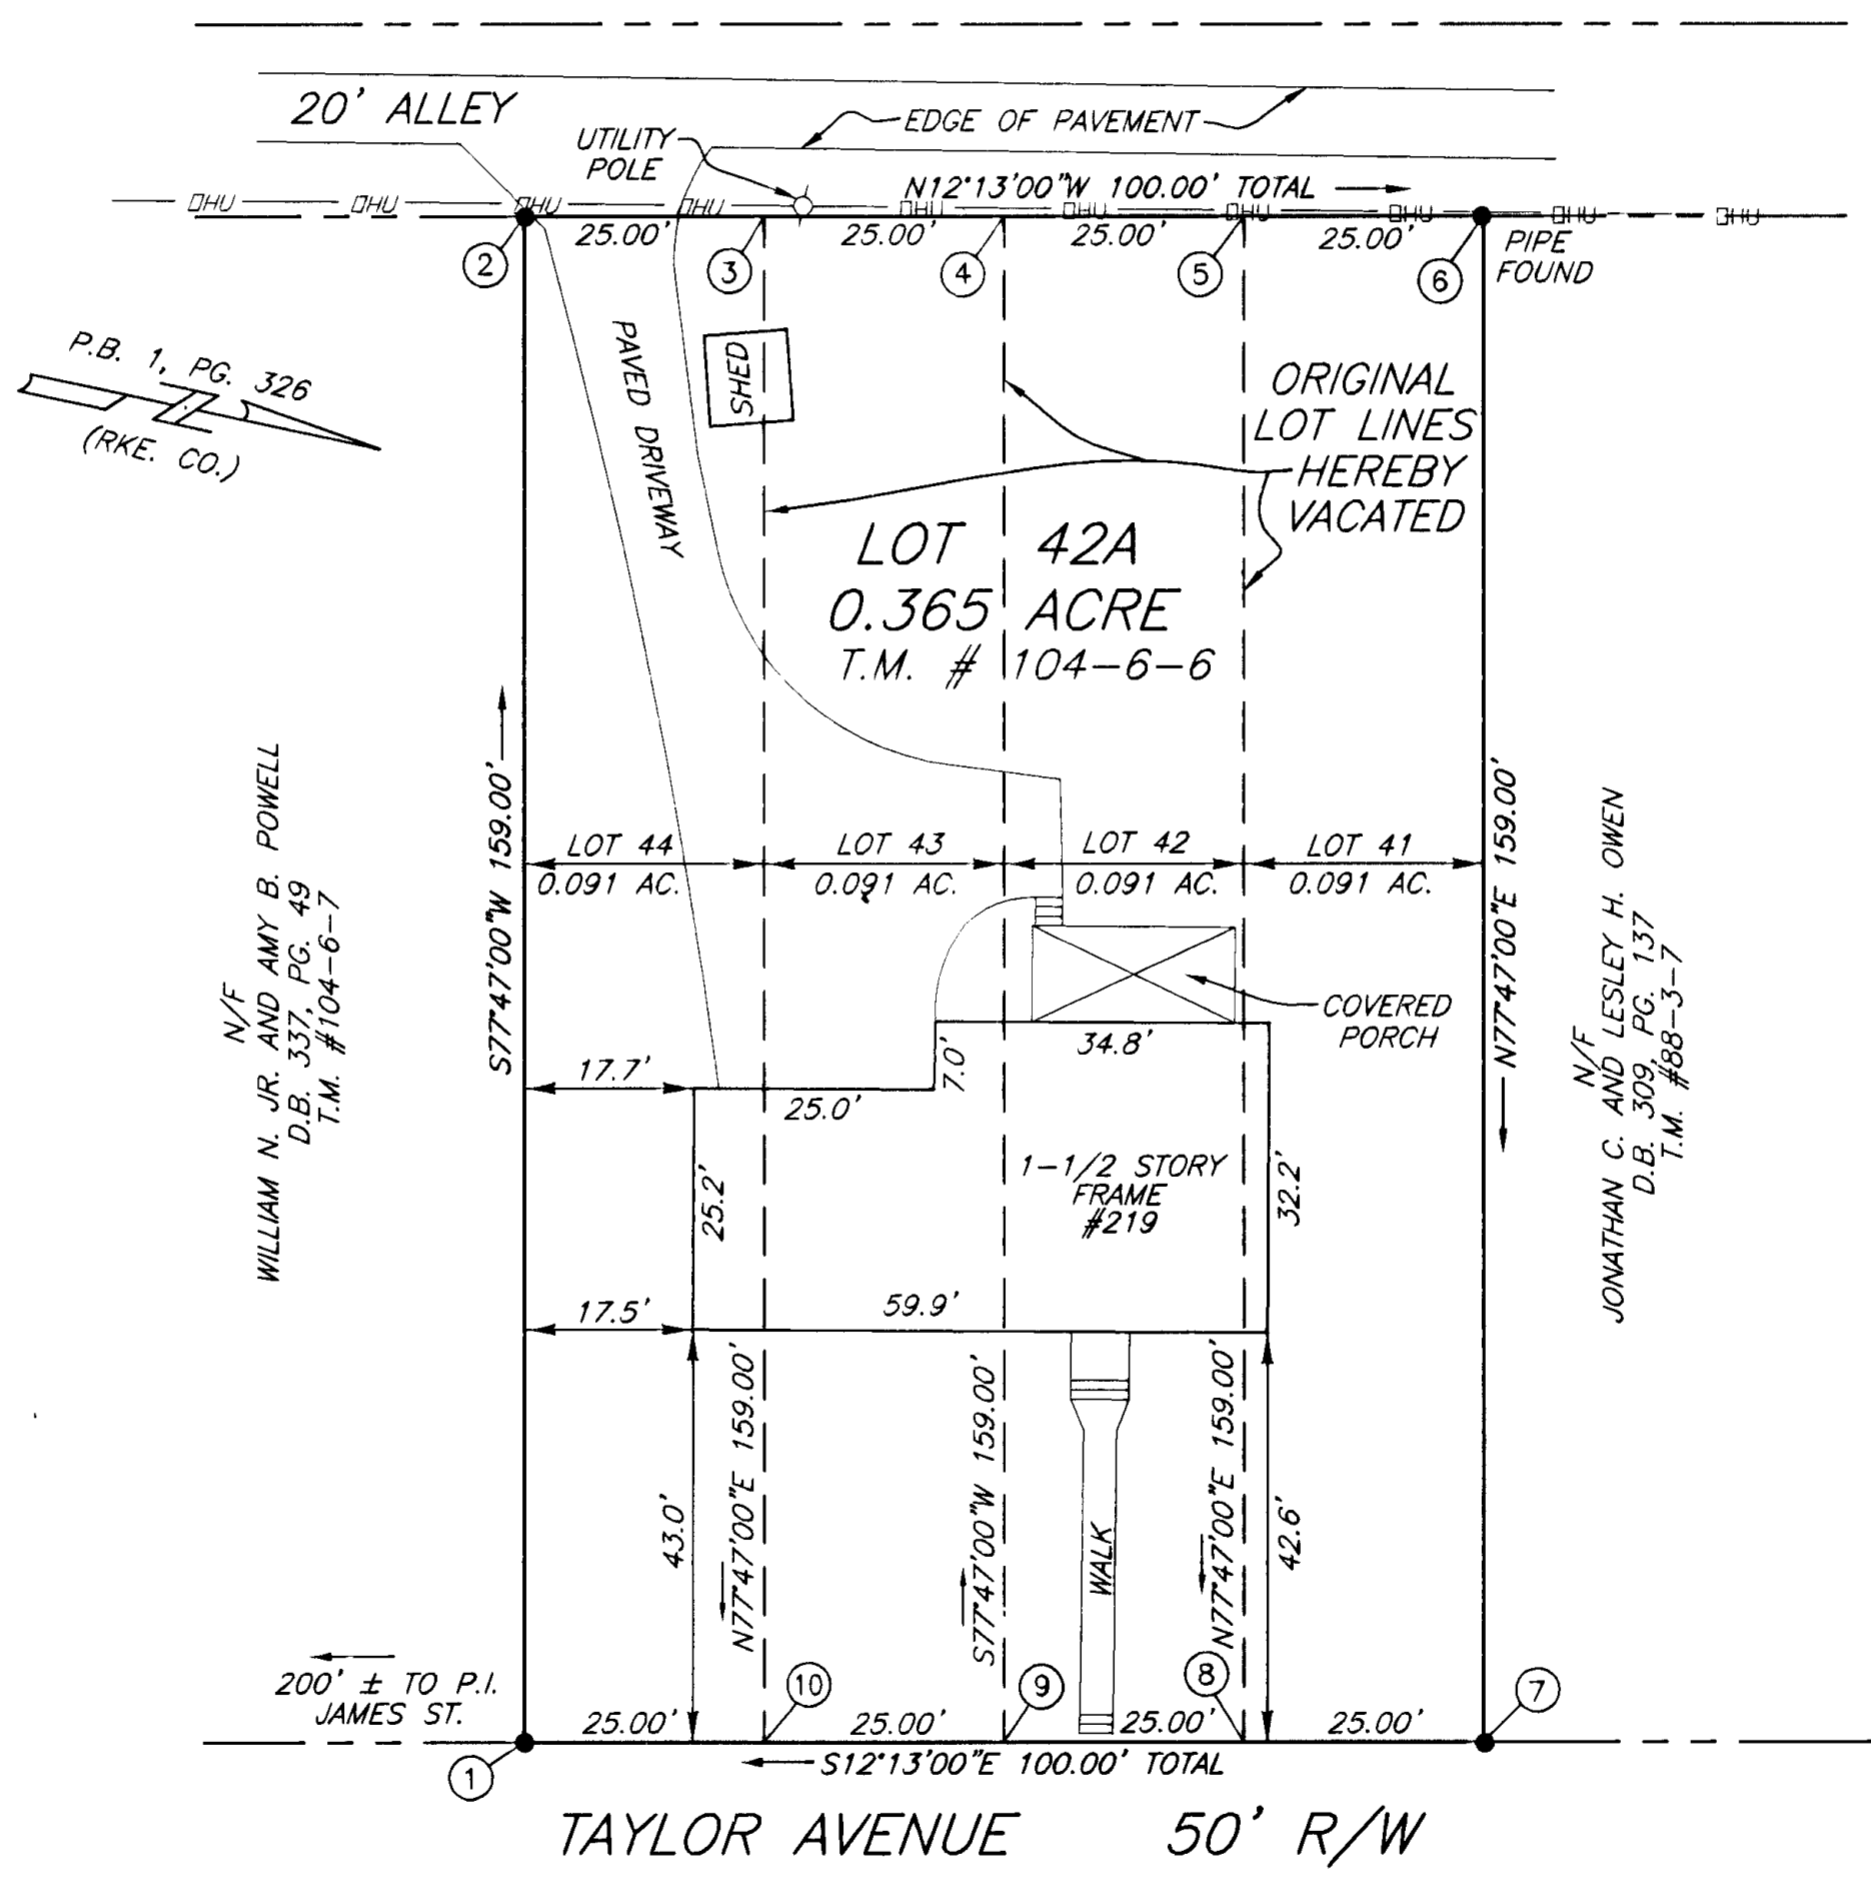 20' ALLEY
EDGE OF PAVEMENT
UTILITY
POLE
N12°13'00"W 100.00' TOTAL
OHU OHU OHU OHU OHU OHU OHU OHU OHU OHU
25.00' 25.00' 25.00' 25.00'
2 3 4 5 6
PIPE
FOUND
P.B. 1, PG. 326
(RKE. CO.)
PAVED DRIVEWAY
SHED
ORIGINAL
LOT LINES
HEREBY
VACATED
LOT 42A
0.365 ACRE
T.M. # 104-6-6
S77°47'00"W 159.00'
N77°47'00"E 159.00'
LOT 44 LOT 43 LOT 42 LOT 41
0.091 AC. 0.091 AC. 0.091 AC. 0.091 AC.
N/F
WILLIAM N. JR. AND AMY B. POWELL
D.B. 337, PG. 49
T.M. #104-6-7
N/F
JONATHAN C. AND LESLEY H. OWEN
D.B. 309, PG. 137
T.M. #88-3-7
COVERED
PORCH
34.8'
7.0'
17.7'
25.0'
25.2'
1-1/2 STORY
FRAME
#219
32.2'
17.5'
59.9'
43.0'
N77°47'00"E 159.00'
S77°47'00"W 159.00'
WALK
N77°47'00"E 159.00'
42.6'
200' ± TO P.I.
JAMES ST.
10 9 8 7
25.00' 25.00' 25.00' 25.00'
1
S12°13'00"E 100.00' TOTAL
TAYLOR AVENUE 50' R/W